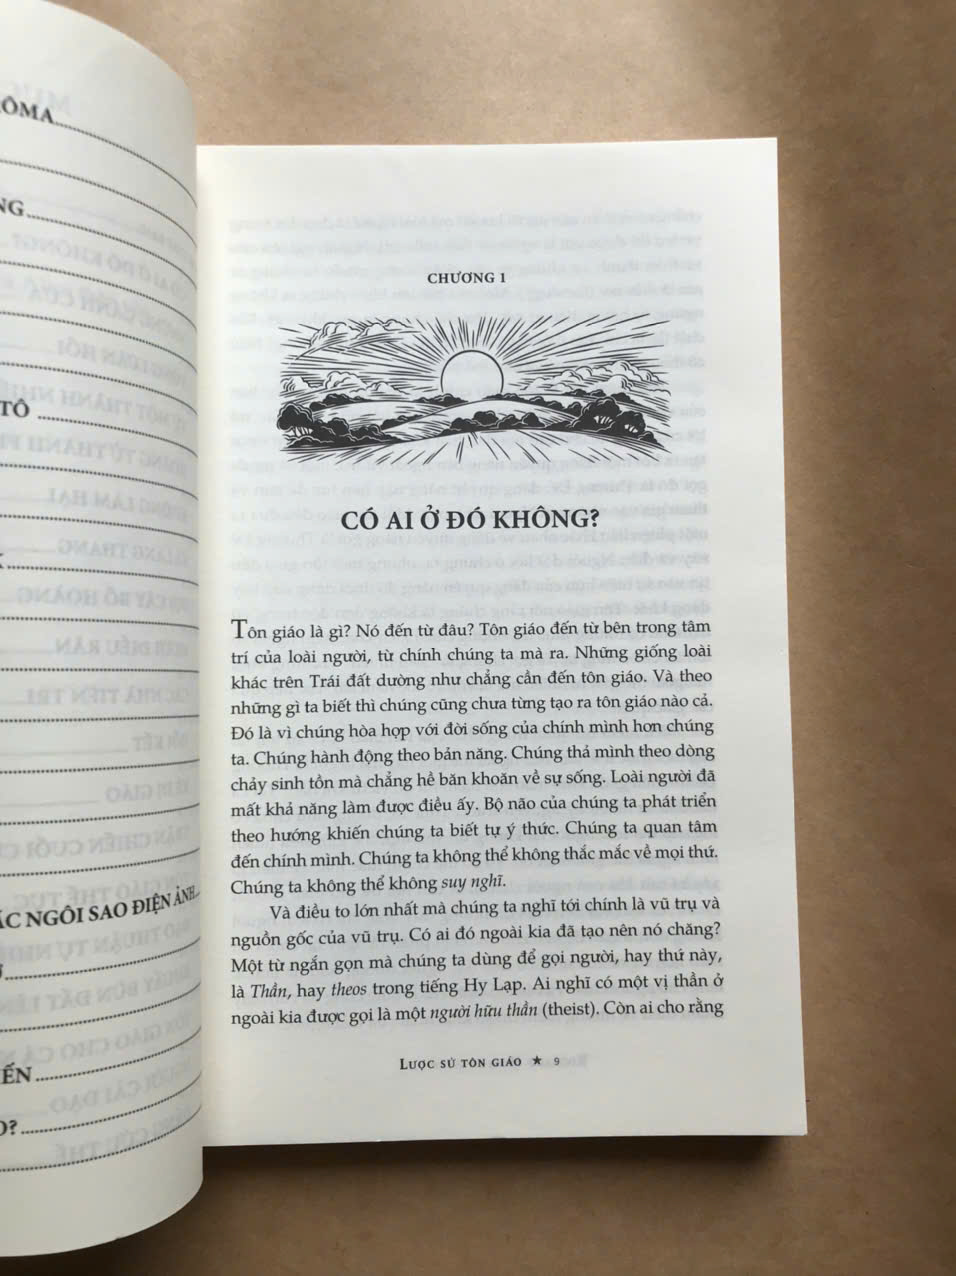 ÔMA
NG
TÔ
ÁC NGÔI SAO ĐIỆN ẢNH
ẾN
O?
CHƯƠNG 1
CÓ AI Ở ĐÓ KHÔNG?
Tôn giáo là gì? Nó đến từ đâu? Tôn giáo đến từ bên trong tâm
trí của loài người, từ chính chúng ta mà ra. Những giống loài
khác trên Trái đất dường như chẳng cần đến tôn giáo. Và theo
những gì ta biết thì chúng cũng chưa từng tạo ra tôn giáo nào cả.
Đó là vì chúng hòa hợp với đời sống của chính mình hơn chúng
ta. Chúng hành động theo bản năng. Chúng thả mình theo dòng
chảy sinh tồn mà chẳng hề băn khoăn về sự sống. Loài người đã
mất khả năng làm được điều ấy. Bộ não của chúng ta phát triển
theo hướng khiến chúng ta biết tự ý thức. Chúng ta quan tâm
đến chính mình. Chúng ta không thể không thắc mắc về mọi thứ.
Chúng ta không thể không suy nghĩ.
Và điều to lớn nhất mà chúng ta nghĩ tới chính là vũ trụ và
nguồn gốc của vũ trụ. Có ai đó ngoài kia đã tạo nên nó chăng?
Một từ ngắn gọn mà chúng ta dùng để gọi người, hay thứ này,
là Thần, hay theos trong tiếng Hy Lạp. Ai nghĩ có một vị thần ở
ngoài kia được gọi là một người hữu thần (theist). Còn ai cho rằng
LƯỢC SỬ TÔN GIÁO ★ 9